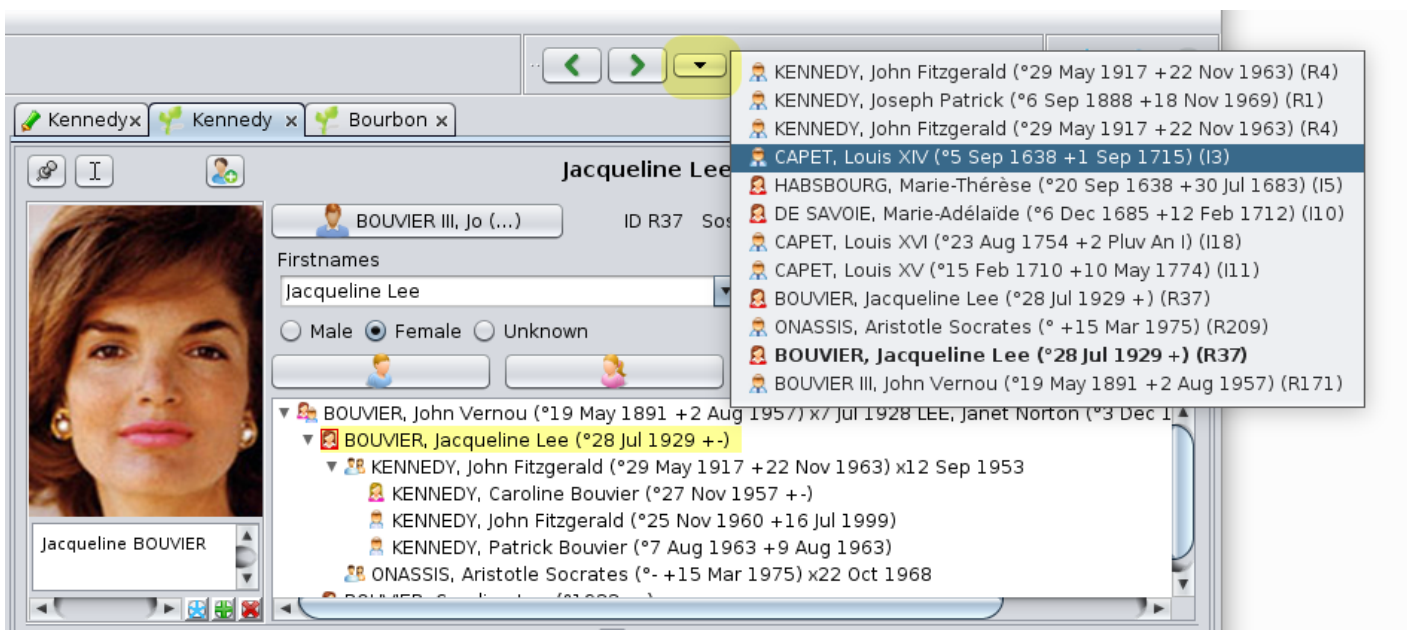 KENNEDY, John Fitzgerald (°29 May 1917 +22 Nov 1963) (R4)
KENNEDY, Joseph Patrick (°6 Sep 1888 +18 Nov 1969) (R1)
KENNEDY, John Fitzgerald (°29 May 1917 +22 Nov 1963) (R4)
CAPET, Louis XIV (°5 Sep 1638 +1 Sep 1715) (I3)
HABSBOURG, Marie-Thérèse (°20 Sep 1638 +30 Jul 1683) (I5)
DE SAVOIE, Marie-Adélaïde (°6 Dec 1685 +12 Feb 1712) (I10)
CAPET, Louis XVI (°23 Aug 1754 +2 Pluv An I) (I18)
CAPET, Louis XV (°15 Feb 1710 +10 May 1774) (I11)
BOUVIER, Jacqueline Lee (°28 Jul 1929 +) (R37)
ONASSIS, Aristotle Socrates (° +15 Mar 1975) (R209)
BOUVIER, Jacqueline Lee (°28 Jul 1929 +) (R37)
BOUVIER III, John Vernou (°19 May 1891 +2 Aug 1957) (R171)
Kennedy x Kennedy x Bourbon x
Jacqueline Lee
BOUVIER III, Jo (...) ID R37 Sos
Firstnames
Jacqueline Lee
Male Female Unknown
BOUVIER, John Vernou (°19 May 1891 +2 Aug 1957) x7 Jul 1928 LEE, Janet Norton (°3 Dec 1
BOUVIER, Jacqueline Lee (°28 Jul 1929 +-)
KENNEDY, John Fitzgerald (°29 May 1917 +22 Nov 1963) x12 Sep 1953
KENNEDY, Caroline Bouvier (°27 Nov 1957 +-)
KENNEDY, John Fitzgerald (°25 Nov 1960 +16 Jul 1999)
KENNEDY, Patrick Bouvier (°7 Aug 1963 +9 Aug 1963)
ONASSIS, Aristotle Socrates (°- +15 Mar 1975) x22 Oct 1968
Jacqueline BOUVIER